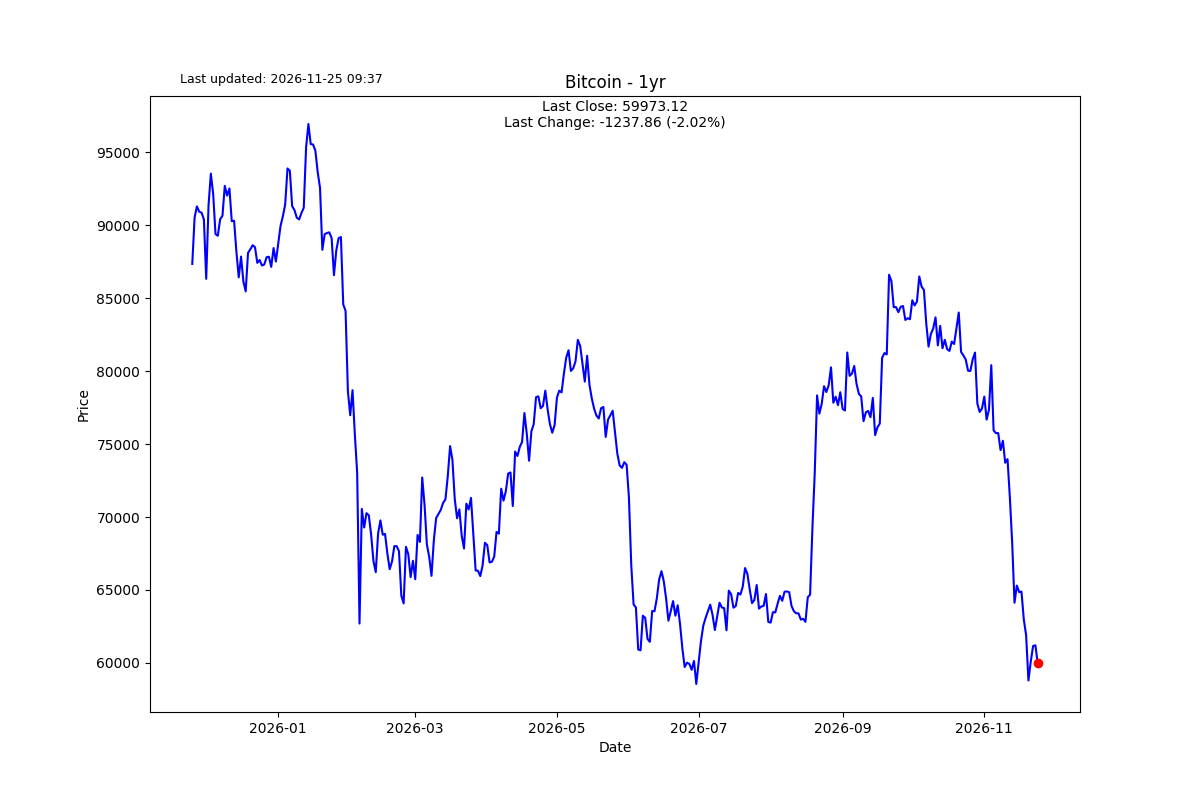 Last updated: 2026-11-25 09:37
Bitcoin - 1yr
Last Close: 59973.12
Last Change: -1237.86 (-2.02%)
95000
90000
85000
80000
75000
70000
65000
60000
Price
2026-01
2026-03
2026-05
2026-07
2026-09
2026-11
Date